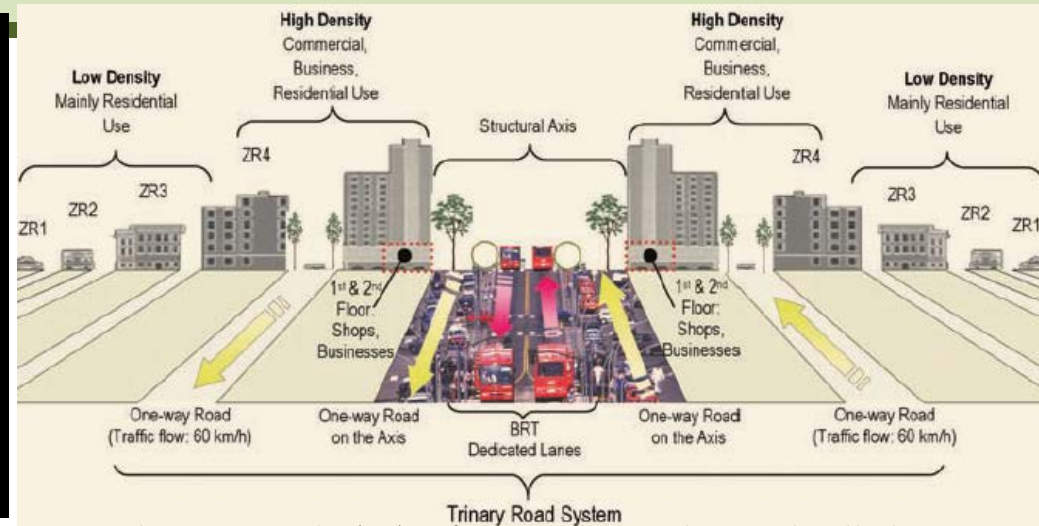 High Density
Commercial,
Business,
Residential Use
High Density
Commercial,
Business,
Residential Use
Low Density
Mainly Residential
Use
Low Density
Mainly Residential
Use
Structural Axis
ZR4
ZR4
ZR3
ZR3
ZR2
ZR2
ZR1
ZR1
1st & 2nd
Floor:
Shops,
Businesses
1st & 2nd
Floor:
Shops,
Businesses
One-way Road
(Traffic flow: 60 km/h)
One-way Road
on the Axis
BRT
Dedicated Lanes
One-way Road
on the Axis
One-way Road
(Traffic flow: 60 km/h)
Trinary Road System